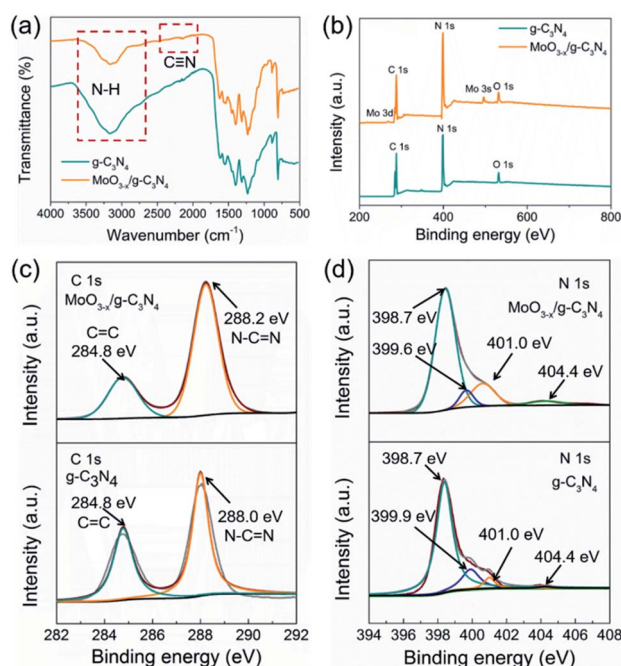 (a)
N-H
C≡N
g-C₃N₄
MoO₃₋ₓ/g-C₃N₄
Transmittance (%)
4000 3500 3000 2500 2000 1500 1000 500
Wavenumber (cm⁻¹)
(b)
N 1s
g-C₃N₄
MoO₃₋ₓ/g-C₃N₄
C 1s
Mo 3s
O 1s
Mo 3d
N 1s
C 1s
O 1s
Intensity (a.u.)
200 300 400 500 600 700 800
Binding energy (eV)
(c)
C 1s
MoO₃₋ₓ/g-C₃N₄
C=C
284.8 eV
288.2 eV
N-C=N
Intensity (a.u.)
C 1s
g-C₃N₄
284.8 eV
C=C
288.0 eV
N-C=N
Intensity (a.u.)
282 284 286 288 290 292
Binding energy (eV)
(d)
N 1s
MoO₃₋ₓ/g-C₃N₄
398.7 eV
399.6 eV
401.0 eV
404.4 eV
Intensity (a.u.)
N 1s
g-C₃N₄
398.7 eV
399.9 eV
401.0 eV
404.4 eV
Intensity (a.u.)
394 396 398 400 402 404 406 408
Binding energy (eV)